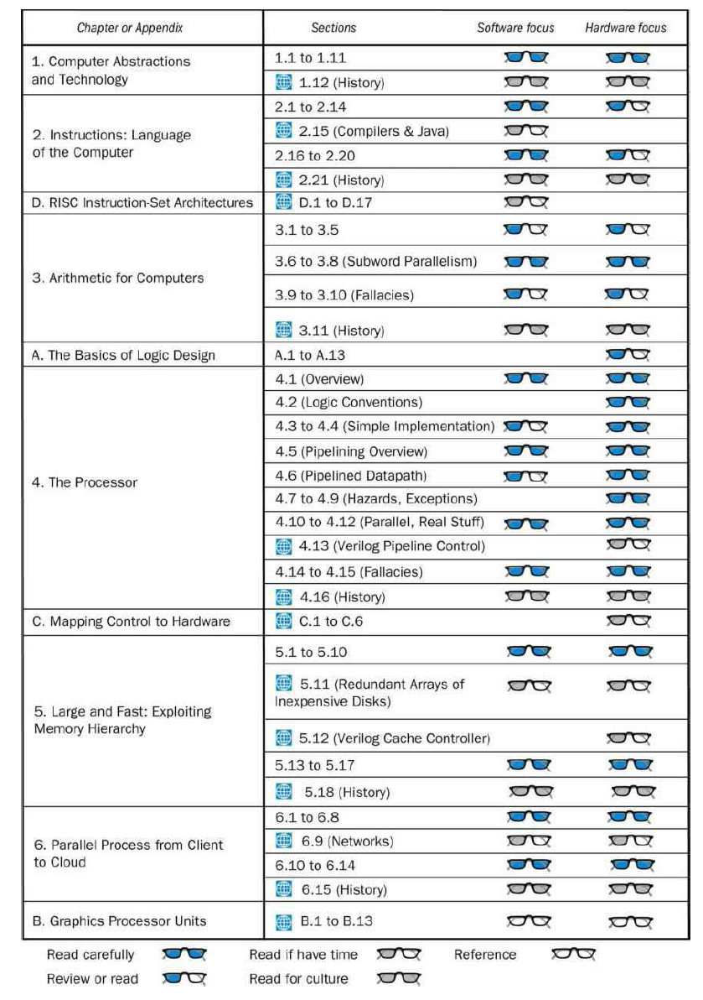 Chapter or Appendix Sections Software focus Hardware focus
1. Computer Abstractions
and Technology
1.1 to 1.11
1.12 (History)
2. Instructions: Language
of the Computer
2.1 to 2.14
2.15 (Compilers & Java)
2.16 to 2.20
2.21 (History)
D. RISC Instruction-Set Architectures
D.1 to D.17
3. Arithmetic for Computers
3.1 to 3.5
3.6 to 3.8 (Subword Parallelism)
3.9 to 3.10 (Fallacies)
3.11 (History)
A. The Basics of Logic Design
A.1 to A.13
4. The Processor
4.1 (Overview)
4.2 (Logic Conventions)
4.3 to 4.4 (Simple Implementation)
4.5 (Pipelining Overview)
4.6 (Pipelined Datapath)
4.7 to 4.9 (Hazards, Exceptions)
4.10 to 4.12 (Parallel, Real Stuff)
4.13 (Verilog Pipeline Control)
4.14 to 4.15 (Fallacies)
4.16 (History)
C. Mapping Control to Hardware
C.1 to C.6
5. Large and Fast: Exploiting
Memory Hierarchy
5.1 to 5.10
5.11 (Redundant Arrays of
Inexpensive Disks)
5.12 (Verilog Cache Controller)
5.13 to 5.17
5.18 (History)
6. Parallel Process from Client
to Cloud
6.1 to 6.8
6.9 (Networks)
6.10 to 6.14
6.15 (History)
B. Graphics Processor Units
B.1 to B.13
Read carefully Read if have time Reference
Review or read Read for culture